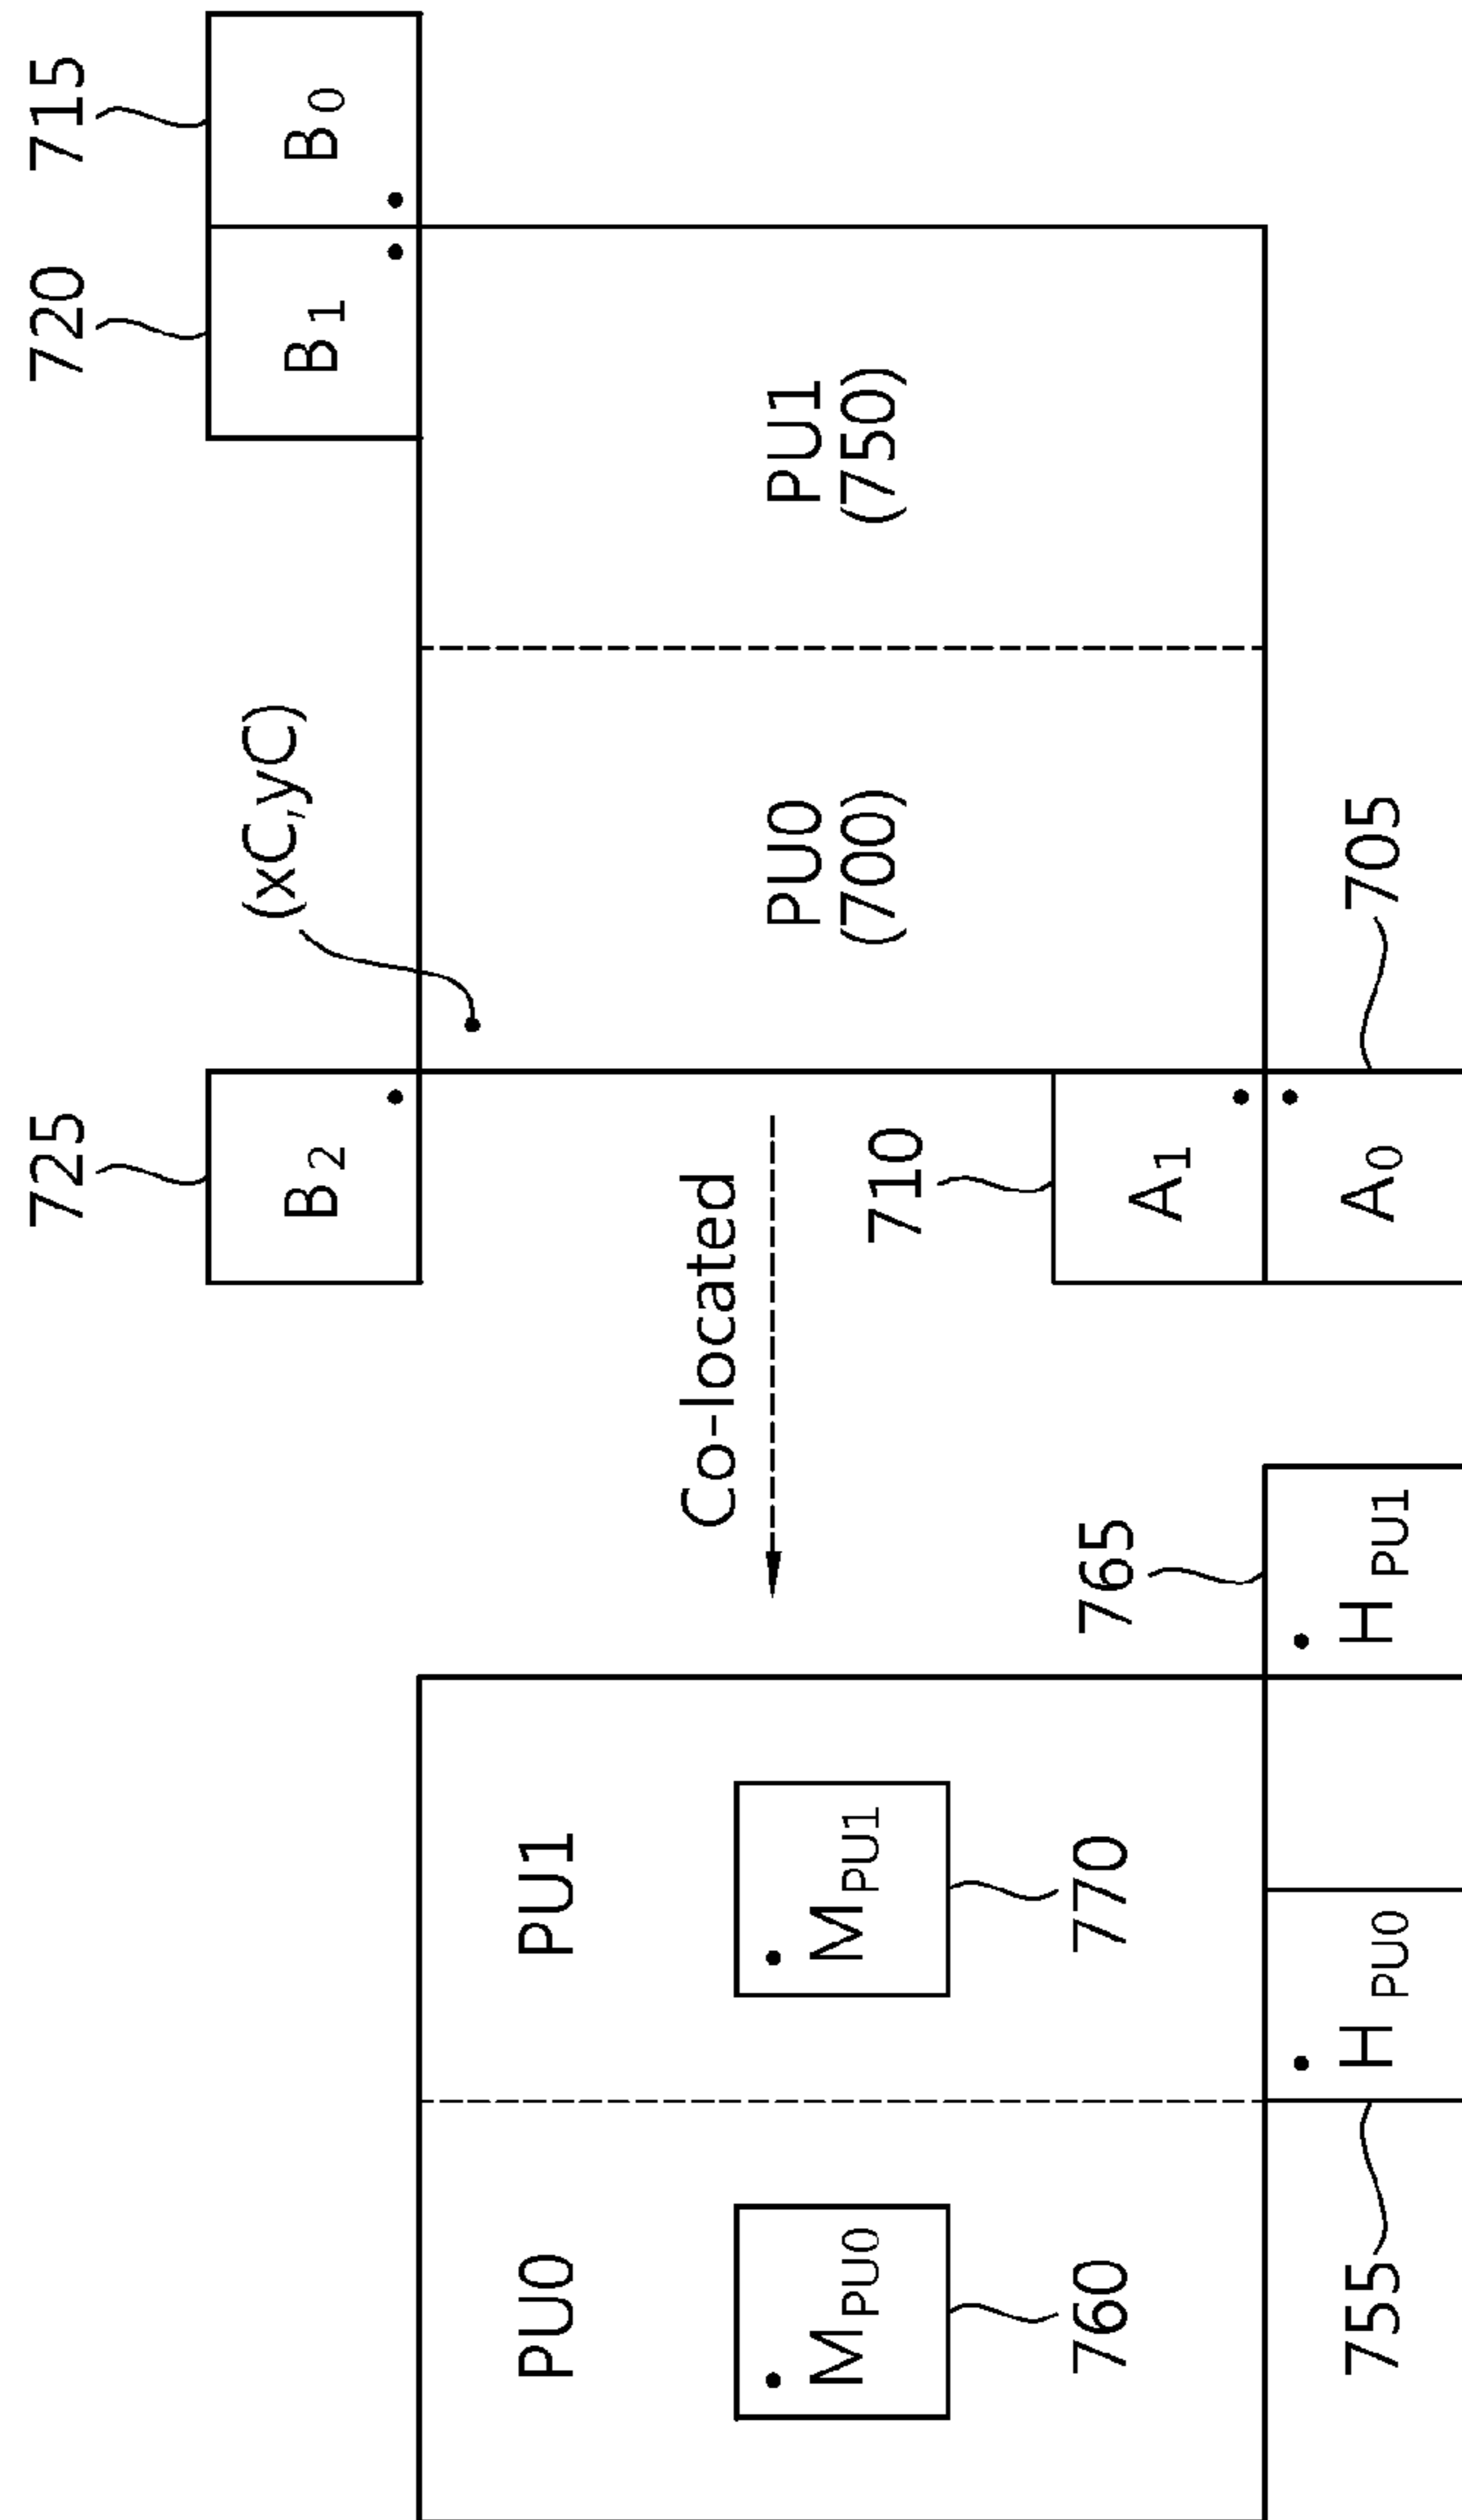 725
720
715
B2
B1
B0
(xC,yC)
PU0
PU1
PU0
(700)
PU1
(750)
Co-located
MPU0
MPU1
710
760
770
765
A1
755
HPU0
HPU1
A0
705